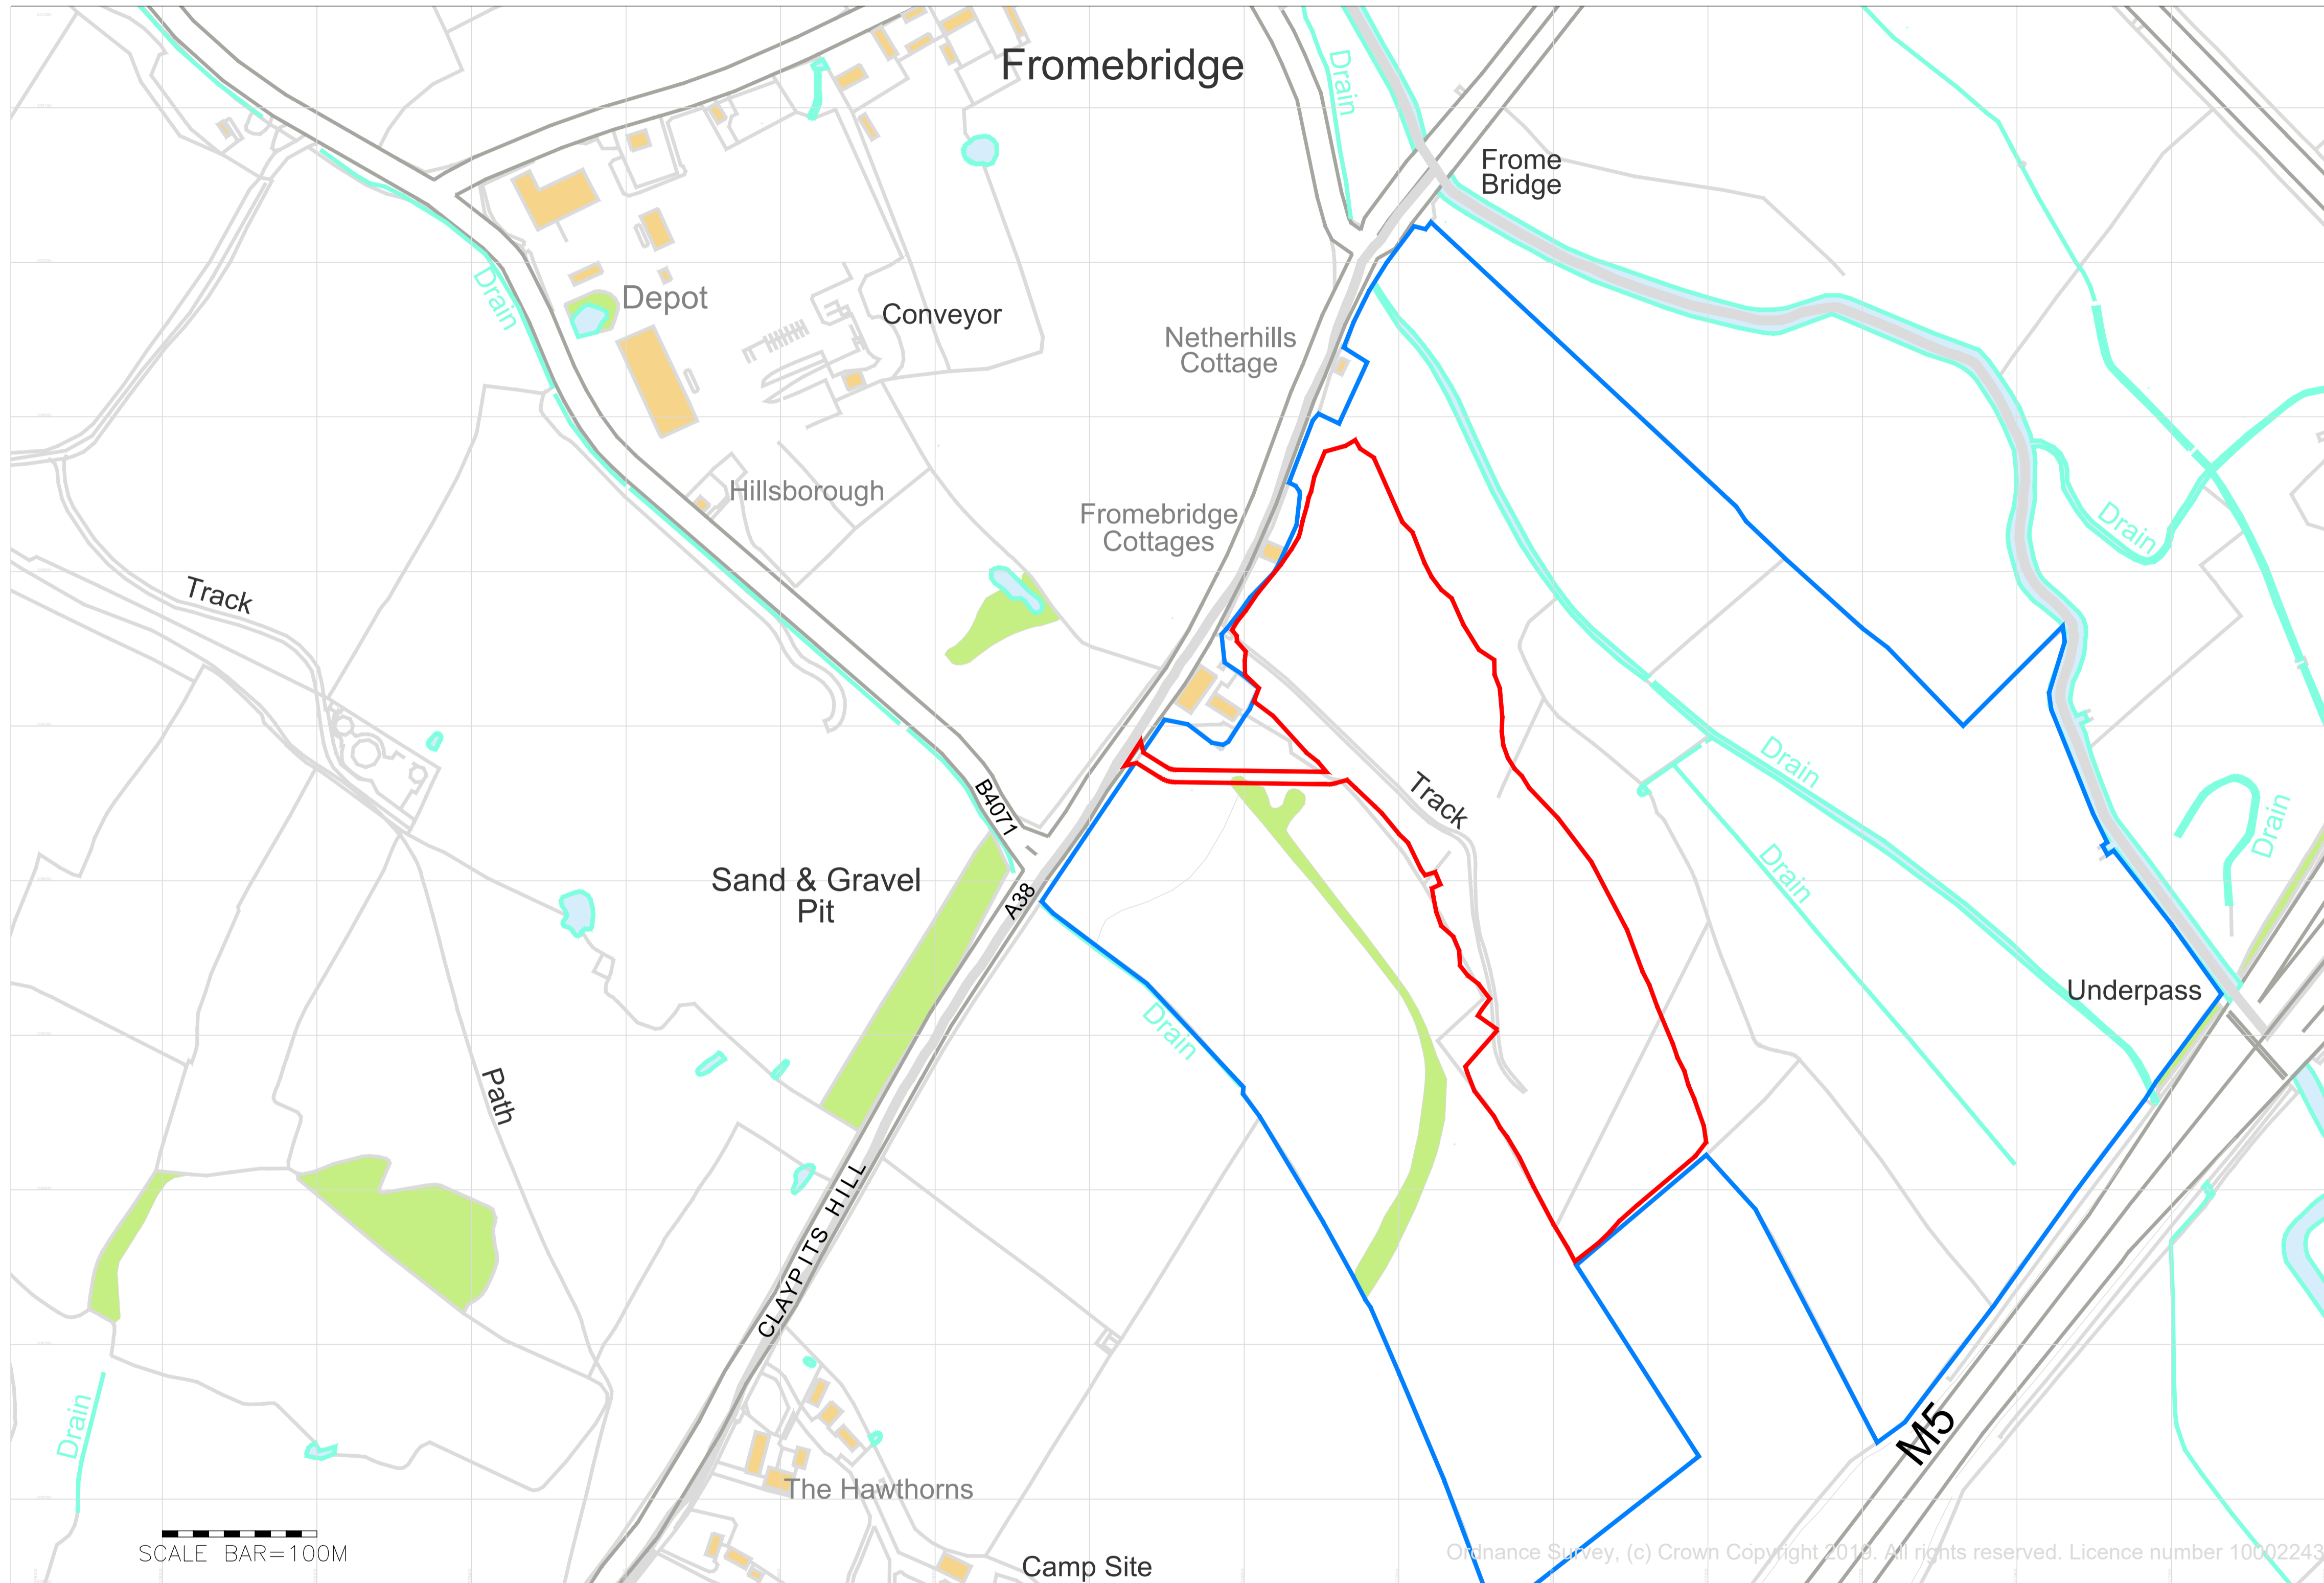 Fromebridge
Drain
Frome
Bridge
Drain
Depot
Conveyor
Netherhills
Cottage
Hillsborough
Fromebridge
Cottages
Drain
Track
Drain
Track
B4071
Drain
Drain
Sand & Gravel
Pit
A38
Underpass
Drain
Path
CLAYPITS HILL
Drain
M5
The Hawthorns
SCALE BAR=100M
Camp Site
Ordnance Survey, (c) Crown Copyright 2019. All rights reserved. Licence number 10002243